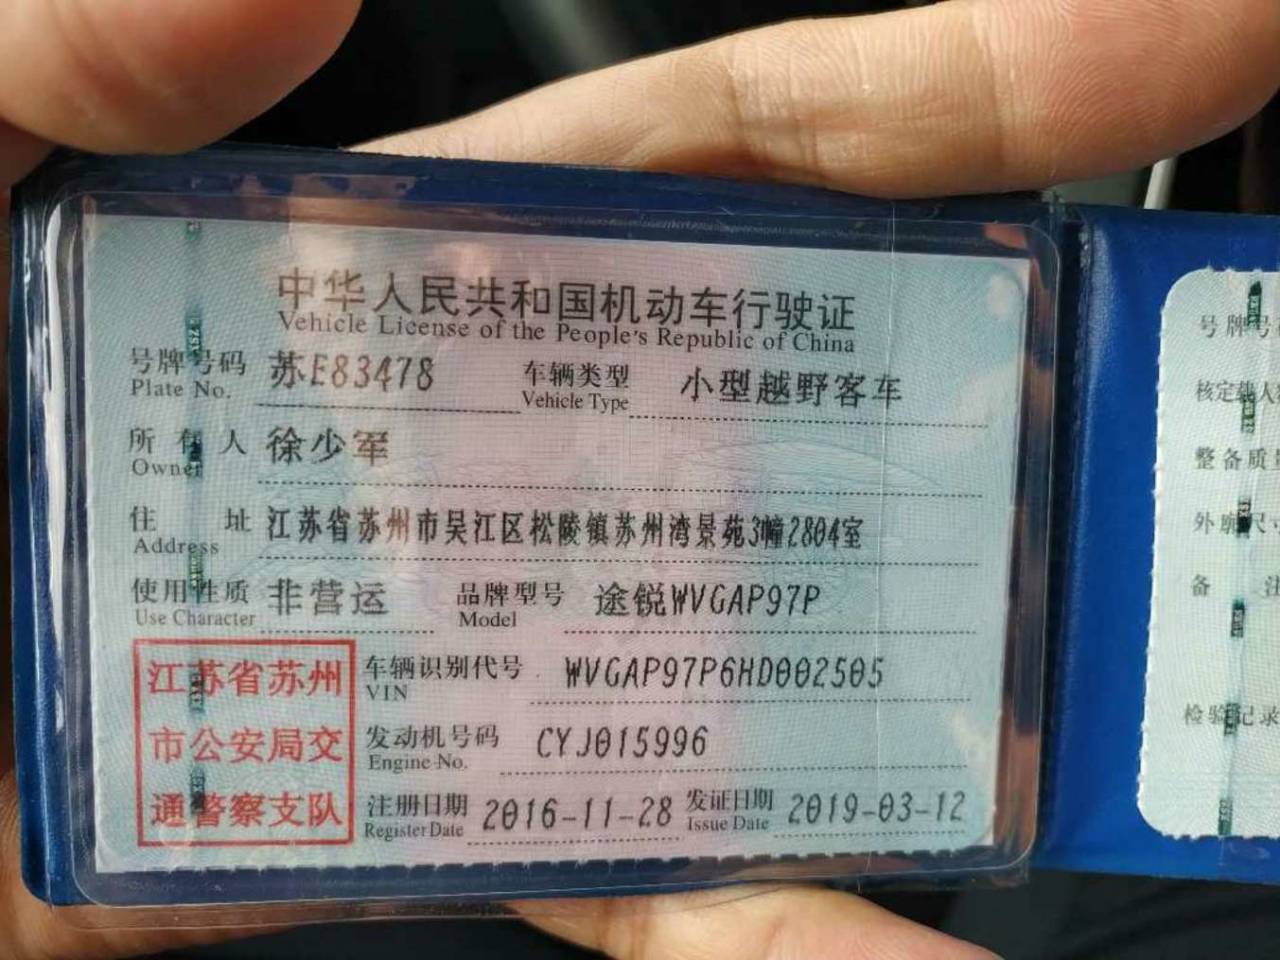 中华人民共和国机动车行驶证
Vehicle License of the People's Republic of China
号牌号码 苏E83478 车辆类型 小型越野客车
Plate No. Vehicle Type
所有人 徐少军
Owner
住址 江苏省苏州市吴江区松陵镇苏州湾景苑3幢2804室
Address
使用性质 非营运 品牌型号 途锐WVGAP97P
Use Character Model
江苏省苏州
市公安局交
通警察支队
车辆识别代号 WVGAP97P6HD002505
VIN
发动机号码 CYJ015996
Engine No.
注册日期 2016-11-28 发证日期 2019-03-12
Register Date Issue Date
号牌号
核定载人
整备质量
外廓尺
备注
检验记录